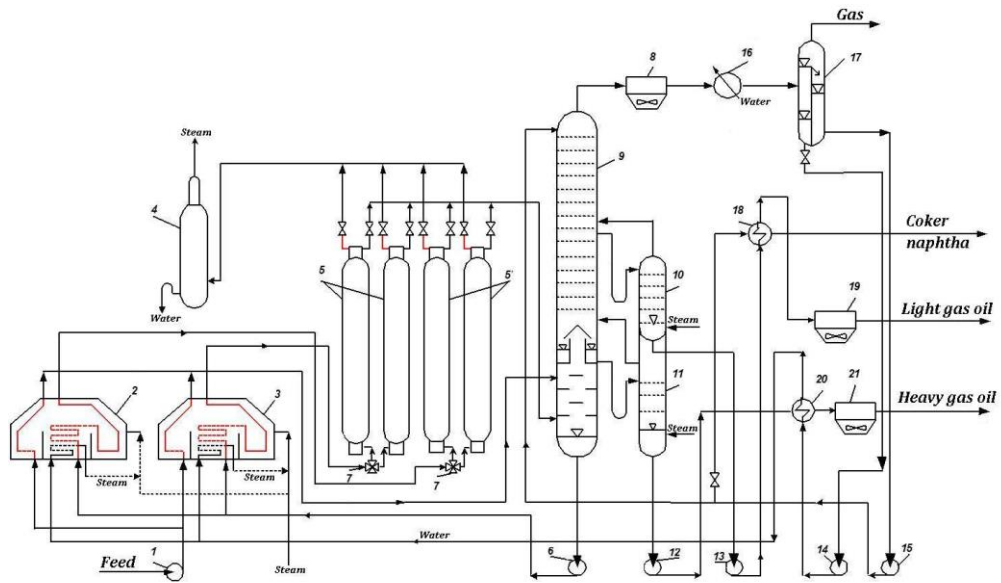 Gas
8
16
17
Water
Steam
9
4
18
Coker
naphtha
5
5'
10
19
Light gas oil
Water
Steam
2
3
11
20
21
Heavy gas oil
Steam
7
7
Steam
Steam
Water
1
Feed
Steam
6
12
13
14
15